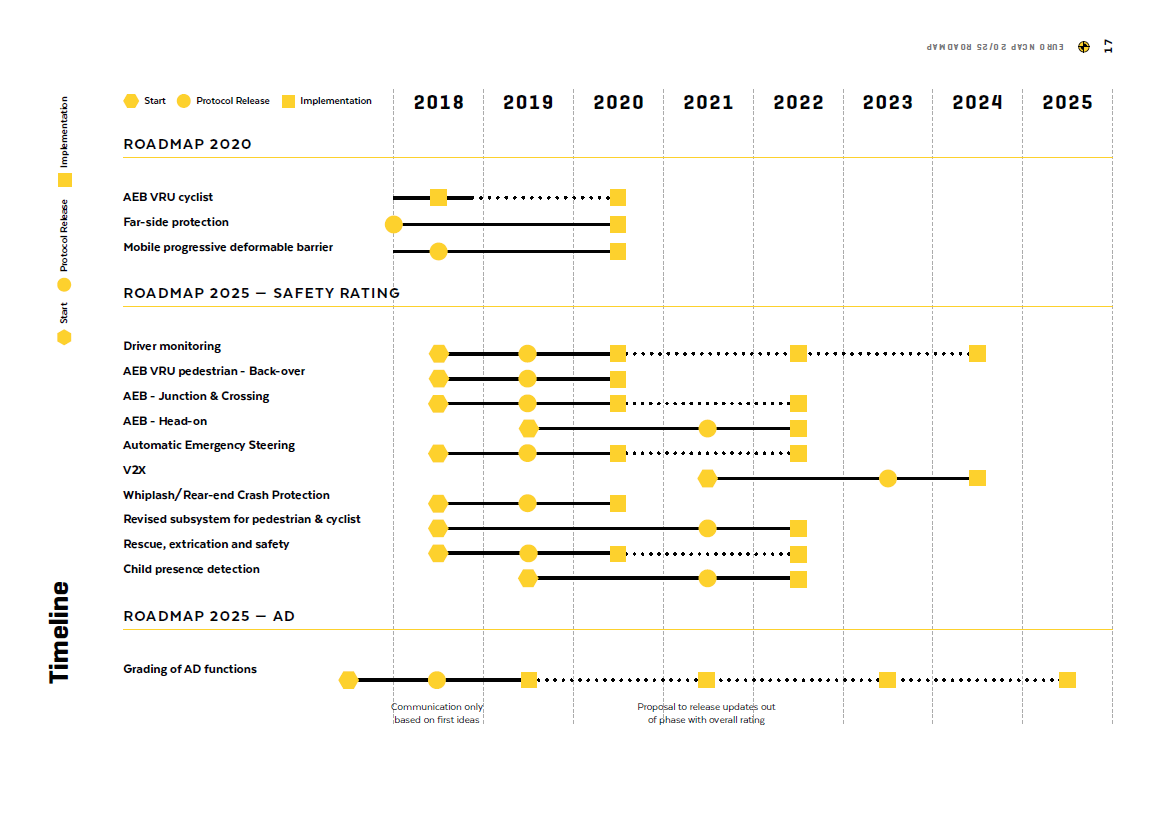 EURO NCAP 20/25 ROADMAP
17
Start Protocol Release Implementation
2018 2019 2020 2021 2022 2023 2024 2025
Start Protocol Release Implementation
ROADMAP 2020
AEB VRU cyclist
Far-side protection
Mobile progressive deformable barrier
ROADMAP 2025 – SAFETY RATING
Driver monitoring
AEB VRU pedestrian - Back-over
AEB - Junction & Crossing
AEB - Head-on
Automatic Emergency Steering
V2X
Whiplash/Rear-end Crash Protection
Revised subsystem for pedestrian & cyclist
Rescue, extrication and safety
Child presence detection
Timeline
ROADMAP 2025 – AD
Grading of AD functions
Communication only
based on first ideas
Proposal to release updates out
of phase with overall rating